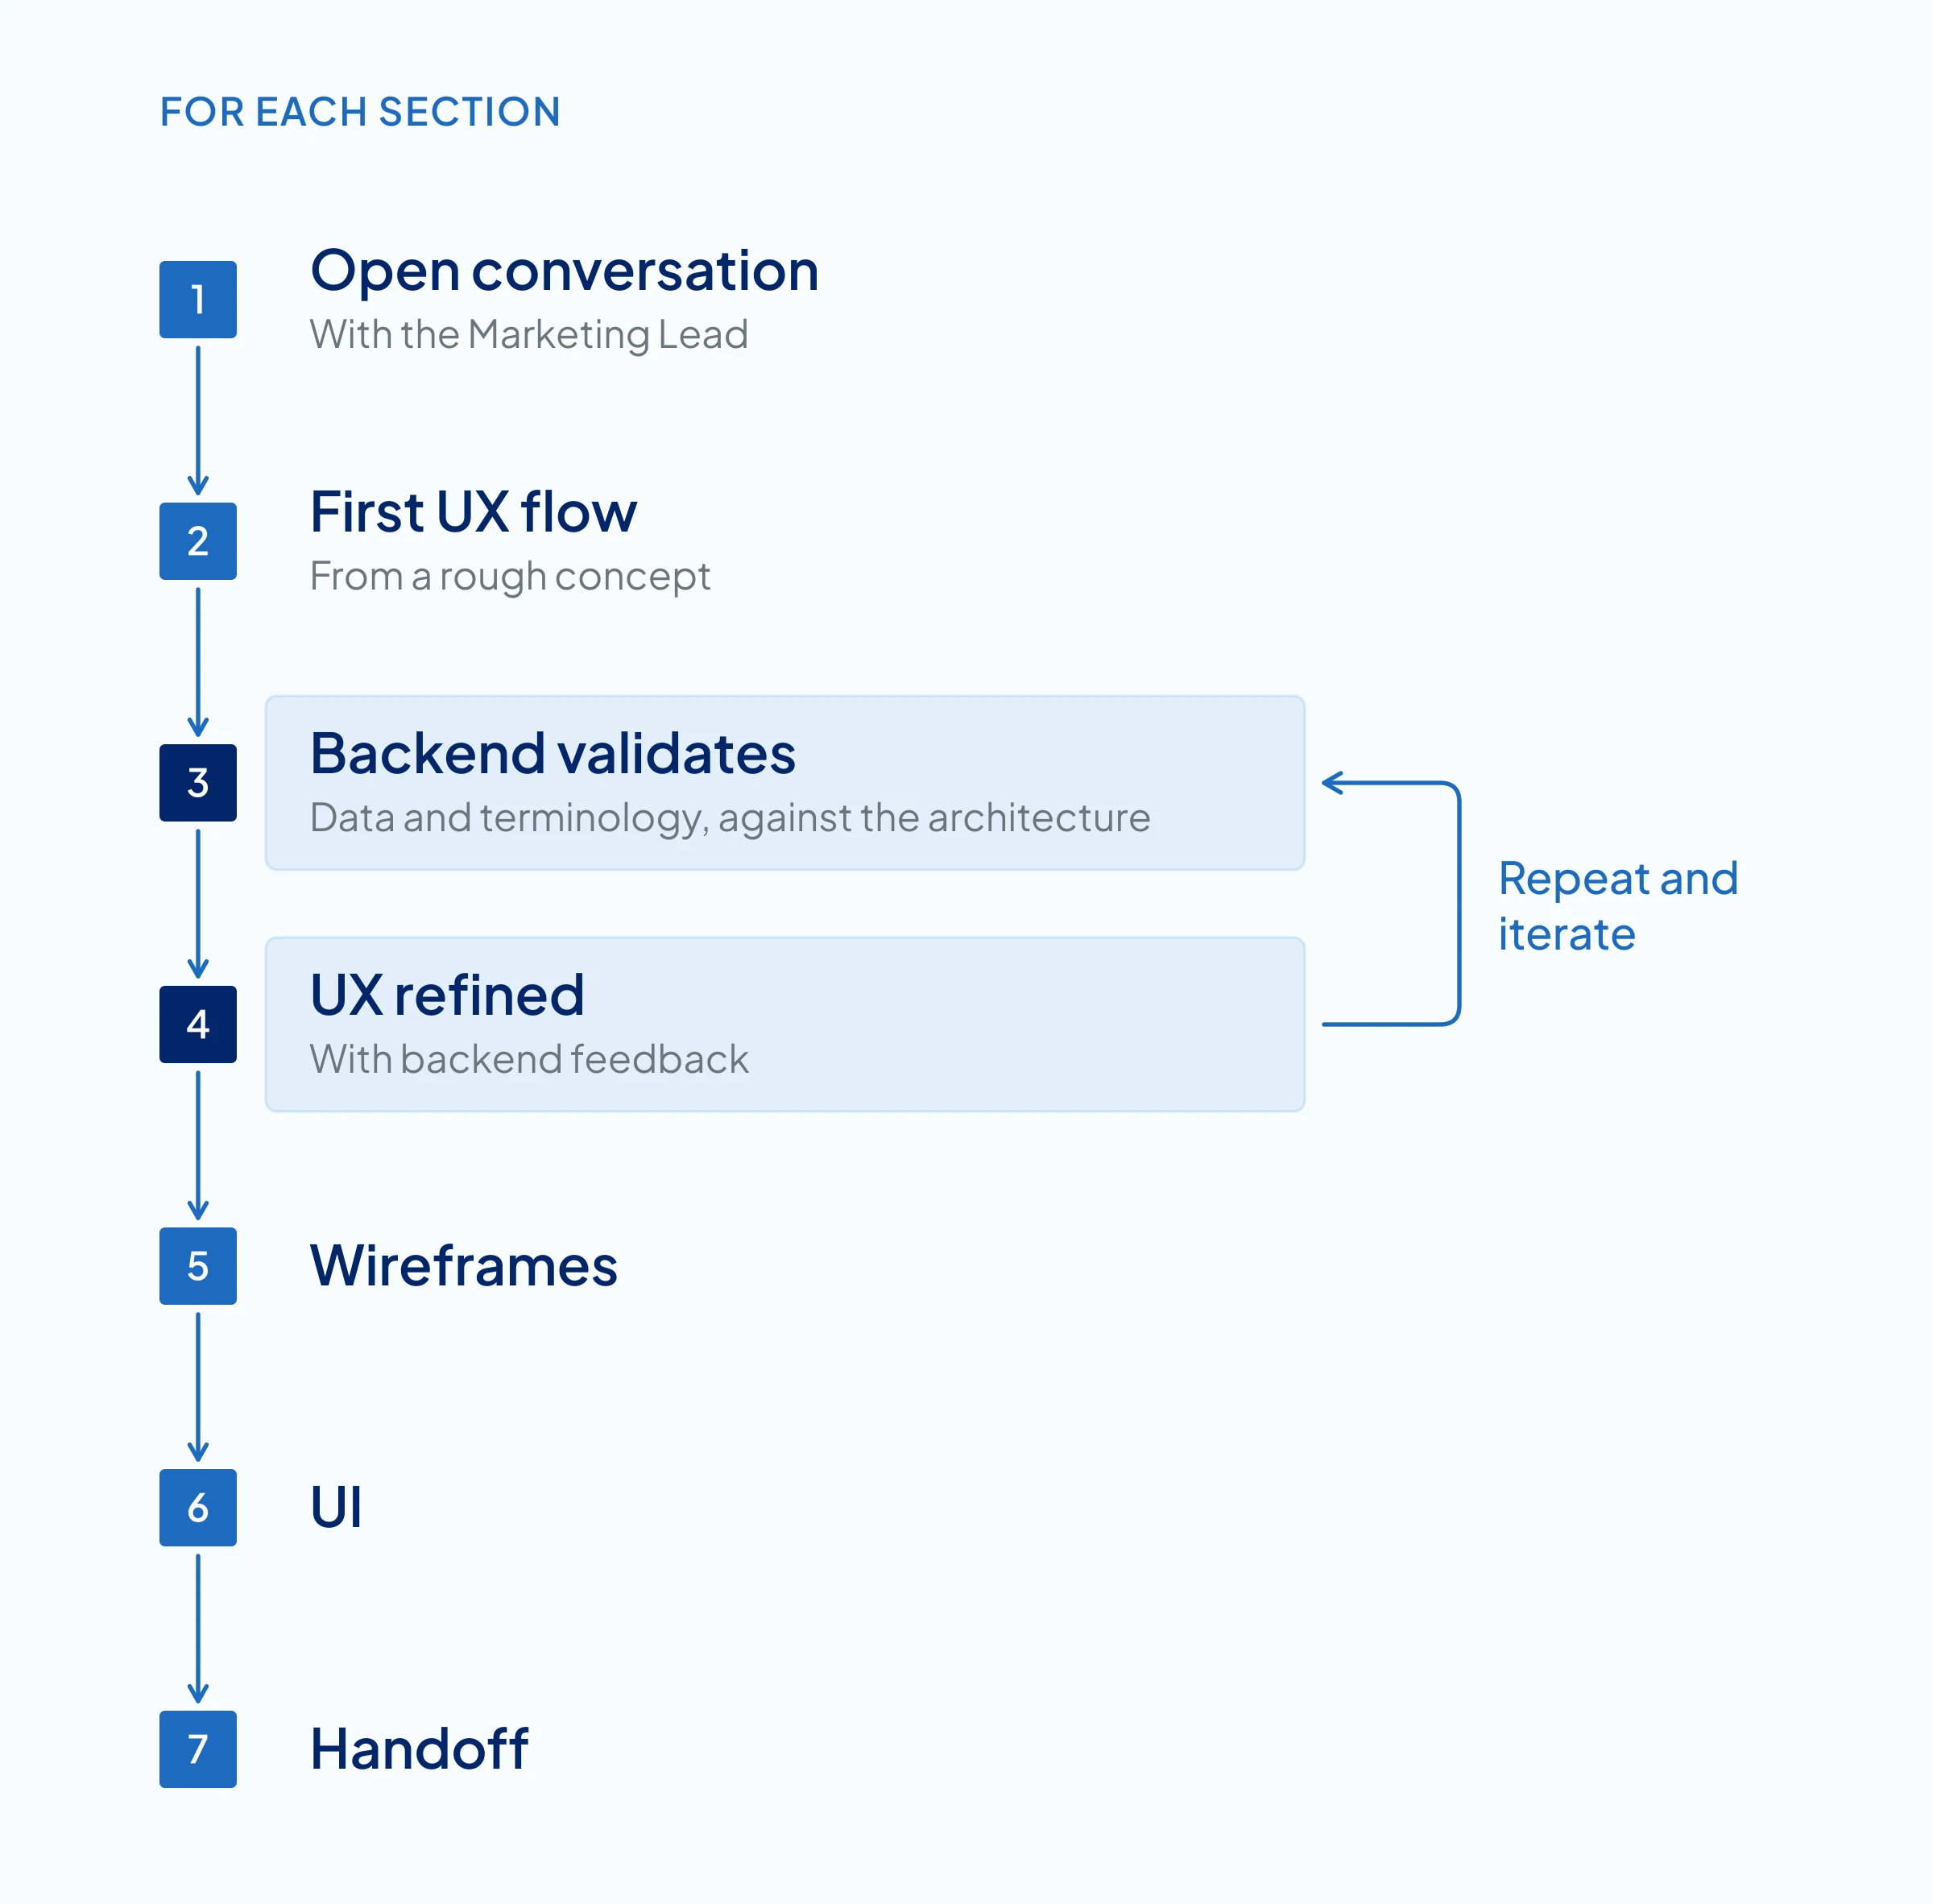 FOR EACH SECTION
1
Open conversation
With the Marketing Lead
2
First UX flow
From a rough concept
3
Backend validates
Data and terminology, against the architecture
Repeat and
iterate
4
UX refined
With backend feedback
5
Wireframes
6
UI
7
Handoff